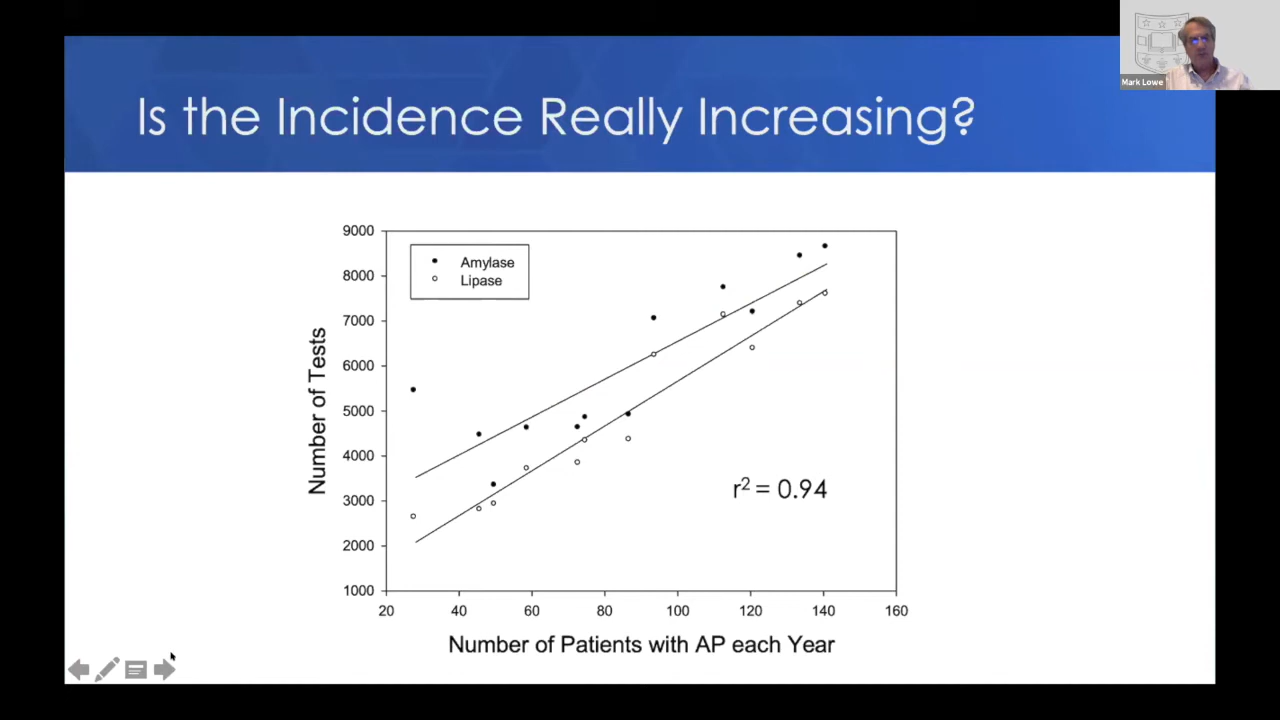 Is the Incidence Really Increasing?
Mark Lowe
9000
8000
7000
6000
5000
4000
3000
2000
1000
Number of Tests
Amylase
Lipase
r² = 0.94
20 40 60 80 100 120 140 160
Number of Patients with AP each Year